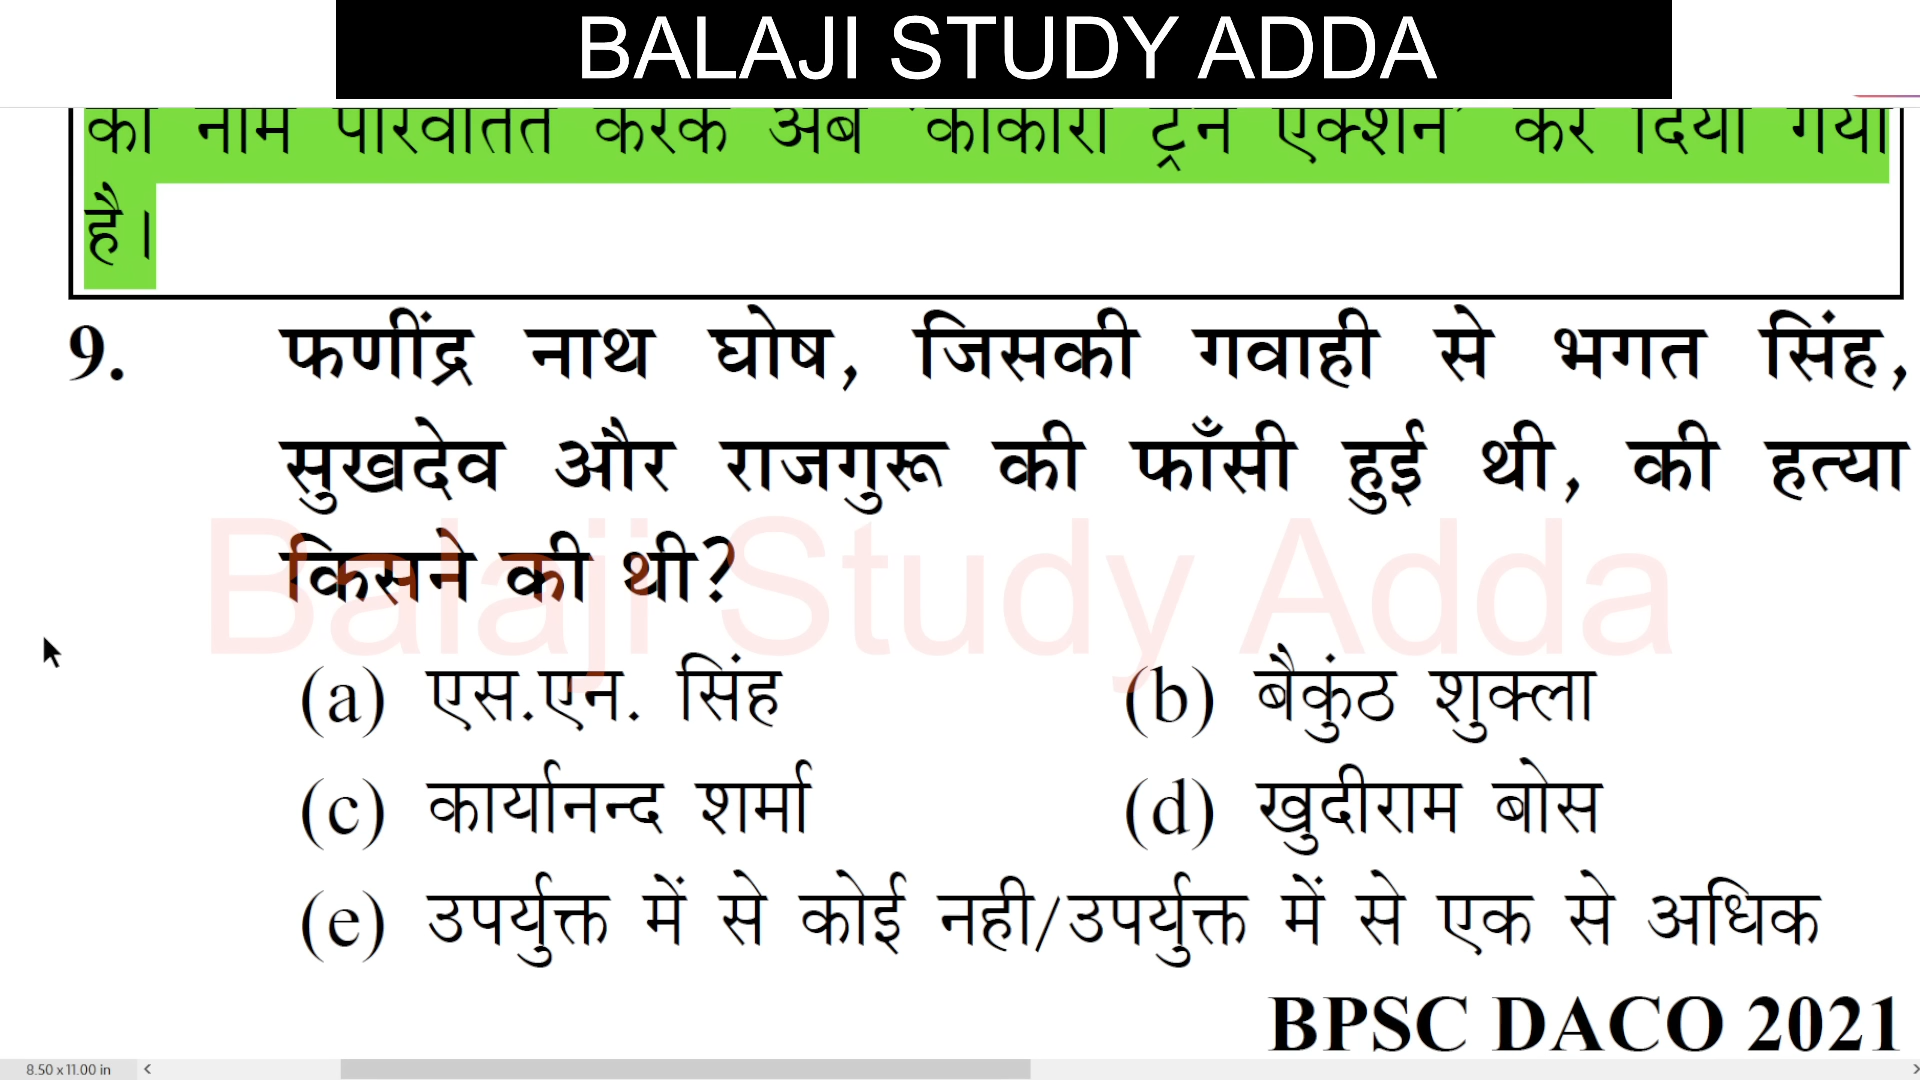 BALAJI STUDY ADDA
का नाम परिवर्तित करके अब 'काकोरी ट्रेन एक्शन' कर दिया गया
है।
9. फणींद्र नाथ घोष, जिसकी गवाही से भगत सिंह,
सुखदेव और राजगुरू की फाँसी हुई थी, की हत्या
किसने की थी?
Balaji Study Adda
(a) एस.एन. सिंह (b) बैकुंठ शुक्ला
(c) कार्यानन्द शर्मा (d) खुदीराम बोस
(e) उपर्युक्त में से कोई नही/उपर्युक्त में से एक से अधिक
BPSC DACO 2021
8.50 x 11.00 in